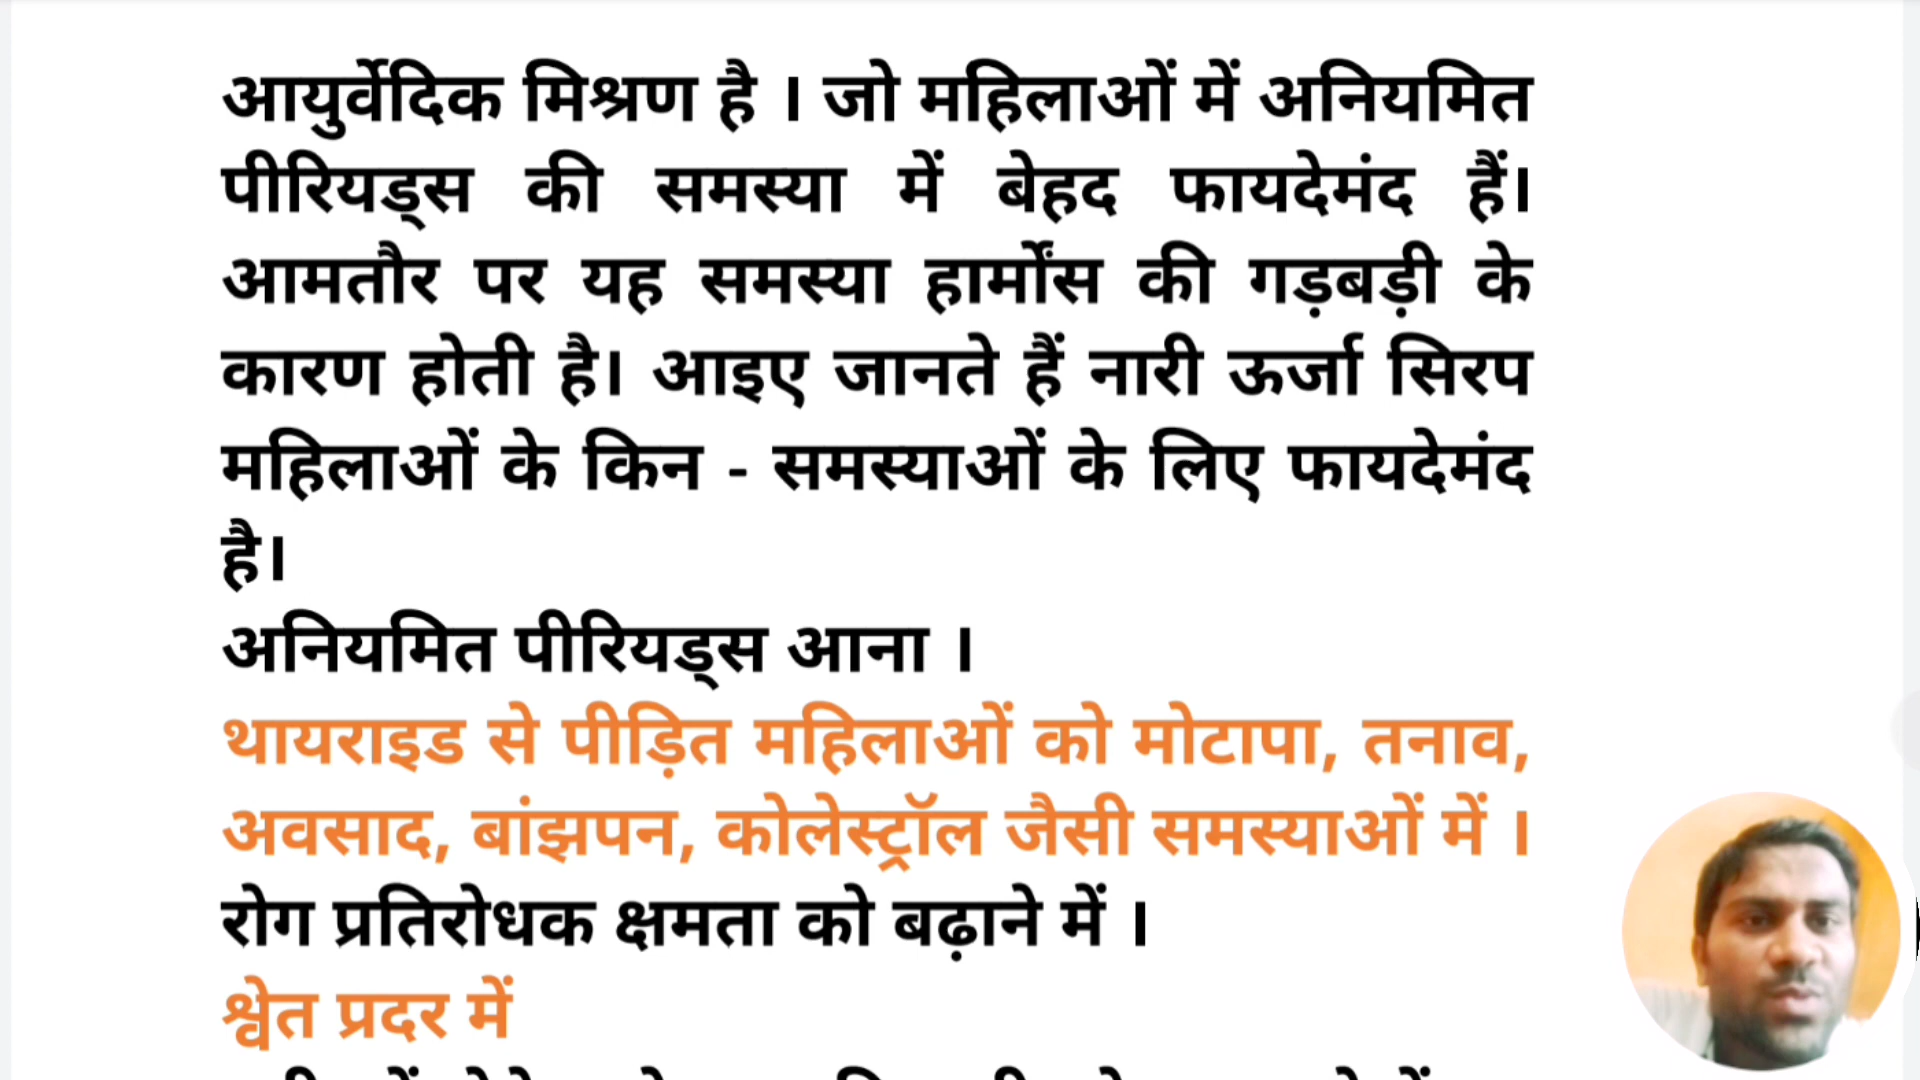 आयुर्वेदिक मिश्रण है । जो महिलाओं में अनियमित
पीरियड्स की समस्या में बेहद फायदेमंद हैं।
आमतौर पर यह समस्या हार्मोंस की गड़बड़ी के
कारण होती है। आइए जानते हैं नारी ऊर्जा सिरप
महिलाओं के किन - समस्याओं के लिए फायदेमंद
है।
अनियमित पीरियड्स आना ।
थायराइड से पीड़ित महिलाओं को मोटापा, तनाव,
अवसाद, बांझपन, कोलेस्ट्रॉल जैसी समस्याओं में ।
रोग प्रतिरोधक क्षमता को बढ़ाने में ।
श्वेत प्रदर में